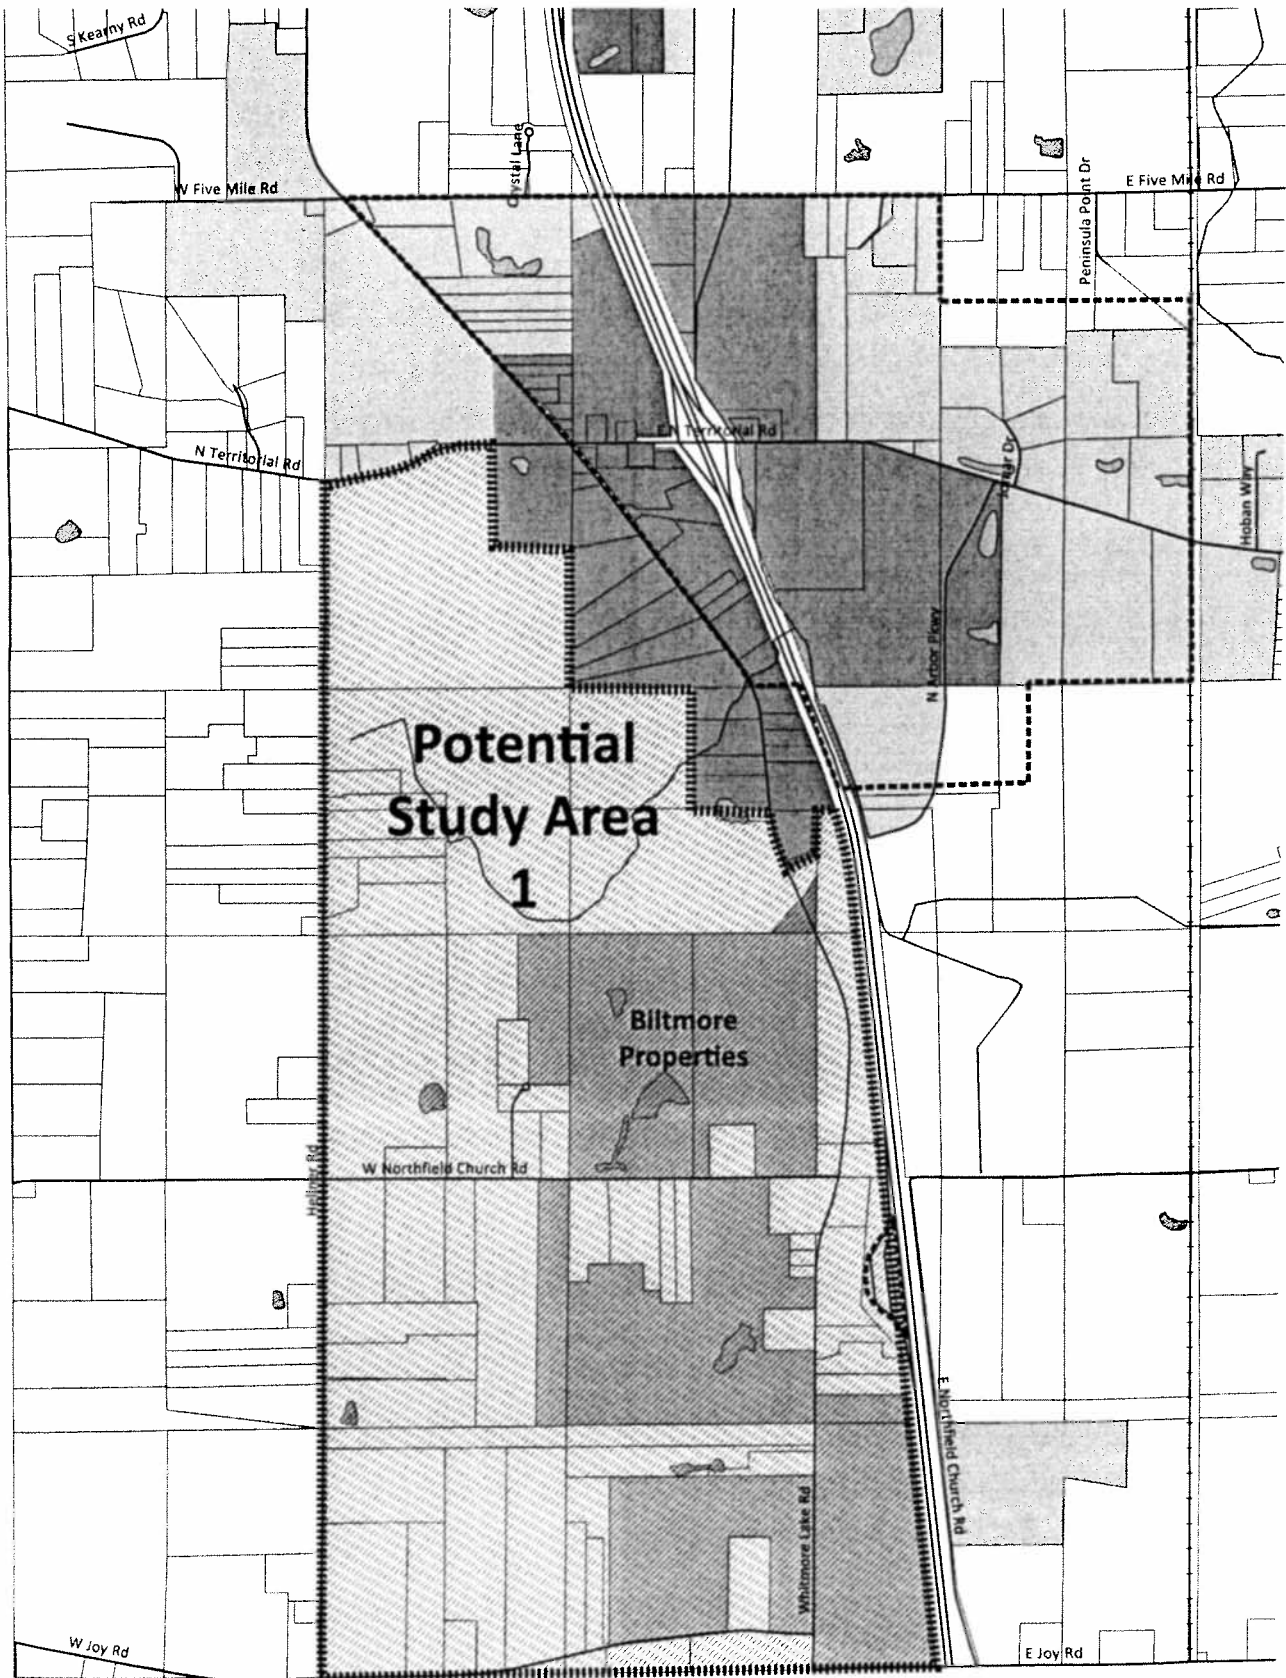 S Kearny Rd
Crystal Lane
W Five Mile Rd
E Five Mile Rd
Peninsula Point Dr
E N Territorial Rd
N Territorial Rd
Hoban Way
N Arbor Pkwy
Potential
Study Area
1
Biltmore
Properties
W Northfield Church Rd
Hellner Rd
E Northfield Church Rd
Whitmore Lake Rd
W Joy Rd
E Joy Rd